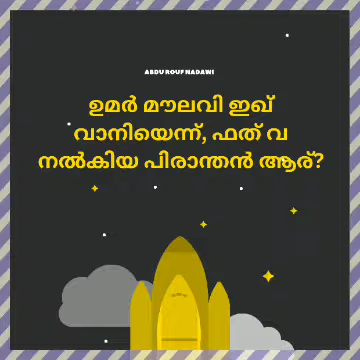 ABDU ROUF NADAWI
ഉമർ മൗലവി ഇഖ്
വാനിയെന്ന്, ഫത് വ
നൽകിയ പിരാന്തൻ ആര്?